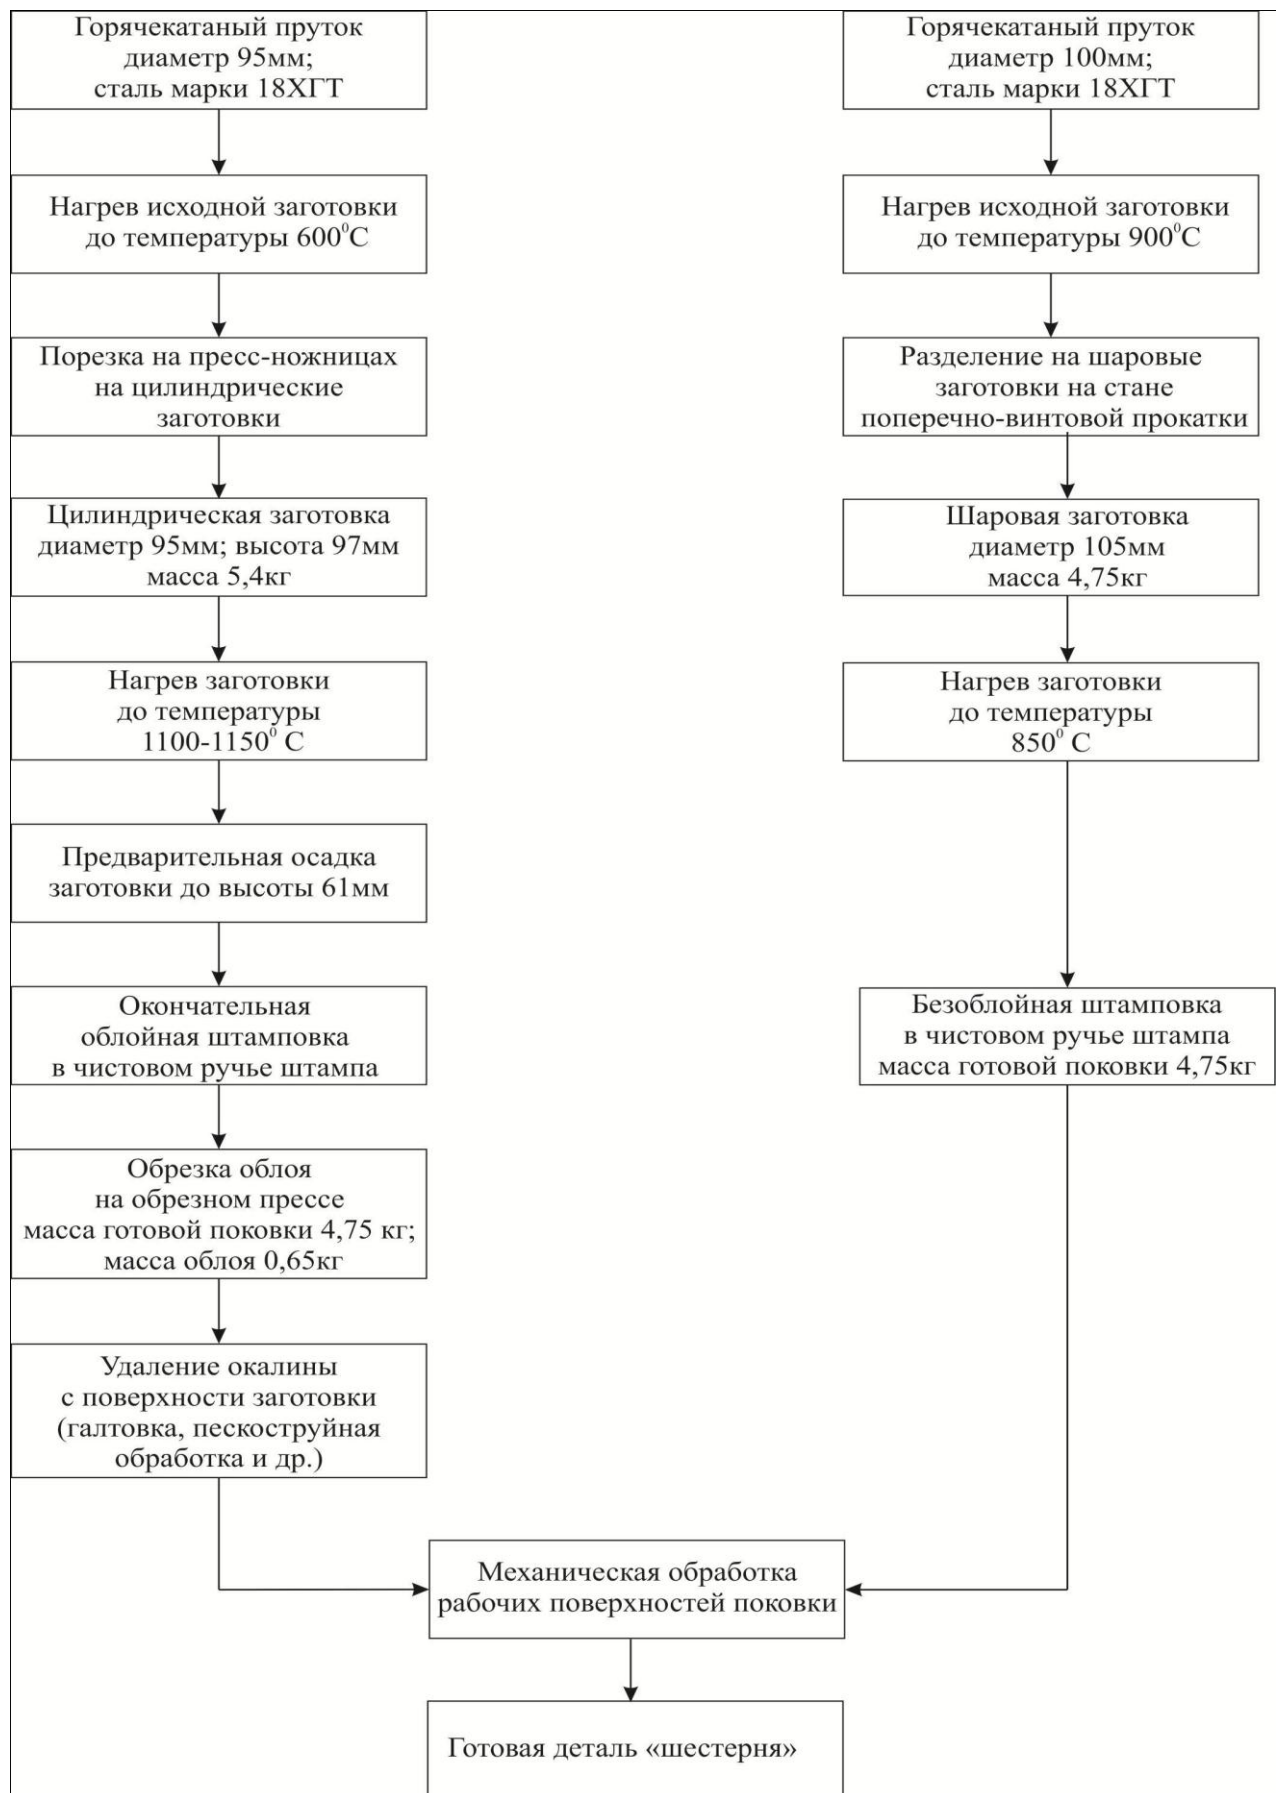 Горячекатаный пруток
диаметр 95мм;
сталь марки 18ХГТ
Нагрев исходной заготовки
до температуры 600⁰С
Порезка на пресс-ножницах
на цилиндрические
заготовки
Цилиндрическая заготовка
диаметр 95мм; высота 97мм
масса 5,4кг
Нагрев заготовки
до температуры
1100-1150⁰ С
Предварительная осадка
заготовки до высоты 61мм
Окончательная
облойная штамповка
в чистовом ручье штампа
Обрезка облоя
на обрезном прессе
масса готовой поковки 4,75 кг;
масса облоя 0,65кг
Удаление окалины
с поверхности заготовки
(галтовка, пескоструйная
обработка и др.)
Горячекатаный пруток
диаметр 100мм;
сталь марки 18ХГТ
Нагрев исходной заготовки
до температуры 900⁰С
Разделение на шаровые
заготовки на стане
поперечно-винтовой прокатки
Шаровая заготовка
диаметр 105мм
масса 4,75кг
Нагрев заготовки
до температуры
850⁰ С
Безоблойная штамповка
в чистовом ручье штампа
масса готовой поковки 4,75кг
Механическая обработка
рабочих поверхностей поковки
Готовая деталь «шестерня»